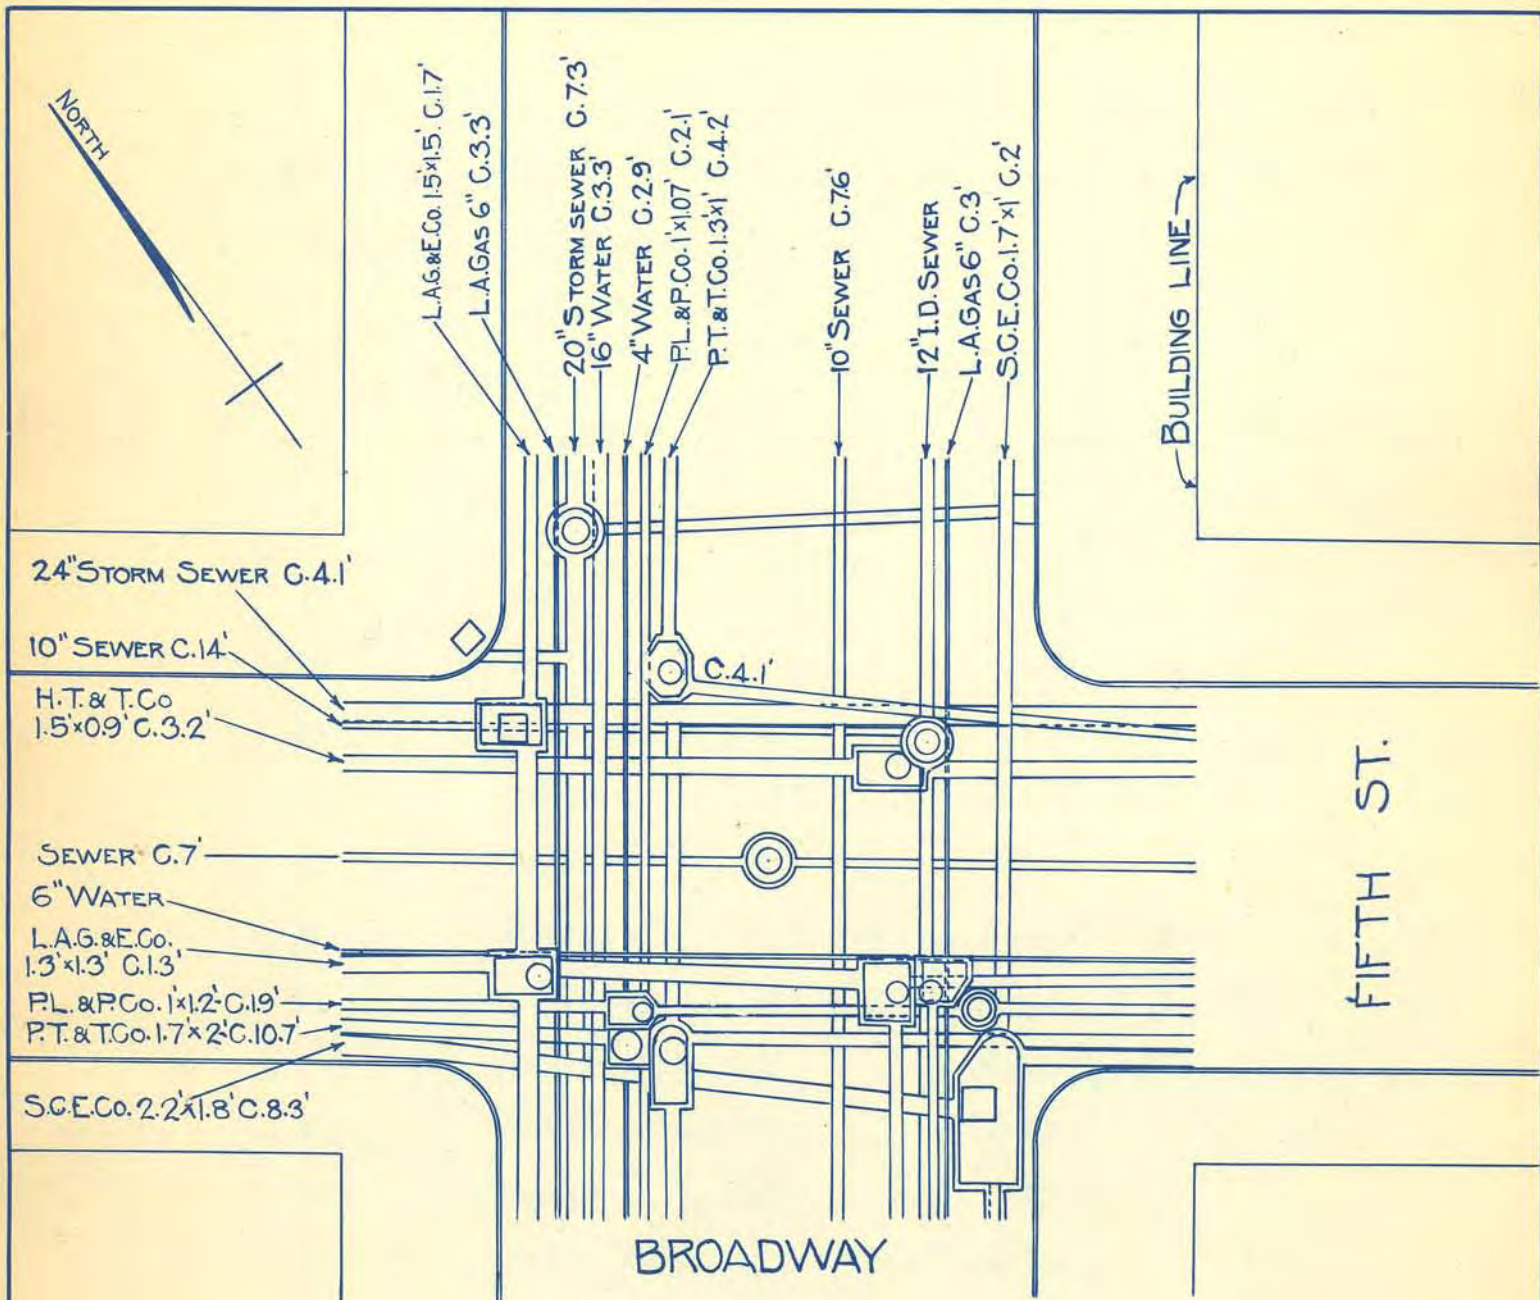 NORTH
L.A.G.&E.Co. 1.5'x1.5' C.1.7'
L.A.GAS 6" C.3.3'
20" STORM SEWER C.7.3'
16" WATER C.3.3'
4" WATER C.2.9'
P.L.&P.Co. 1'x1.07' C.2.1'
P.T.&T.Co. 1.3'x1' C.4.2'
10" SEWER C.7.6'
12" I.D. SEWER
L.A.GAS 6" C.3'
S.C.E.Co. 1.7'x1' C.2'
BUILDING LINE
24" STORM SEWER C.4.1'
10" SEWER C.14'
H.T.&T.Co
1.5'x0.9' C.3.2'
C.4.1'
SEWER C.7'
6" WATER
L.A.G.&E.Co.
1.3'x1.3' C.1.3'
P.L.&P.Co. 1'x1.2'-C.1.9'
P.T.&T.Co. 1.7'x2'-C.10.7'
S.C.E.Co. 2.2'x1.8' C.8.3'
FIFTH ST.
BROADWAY